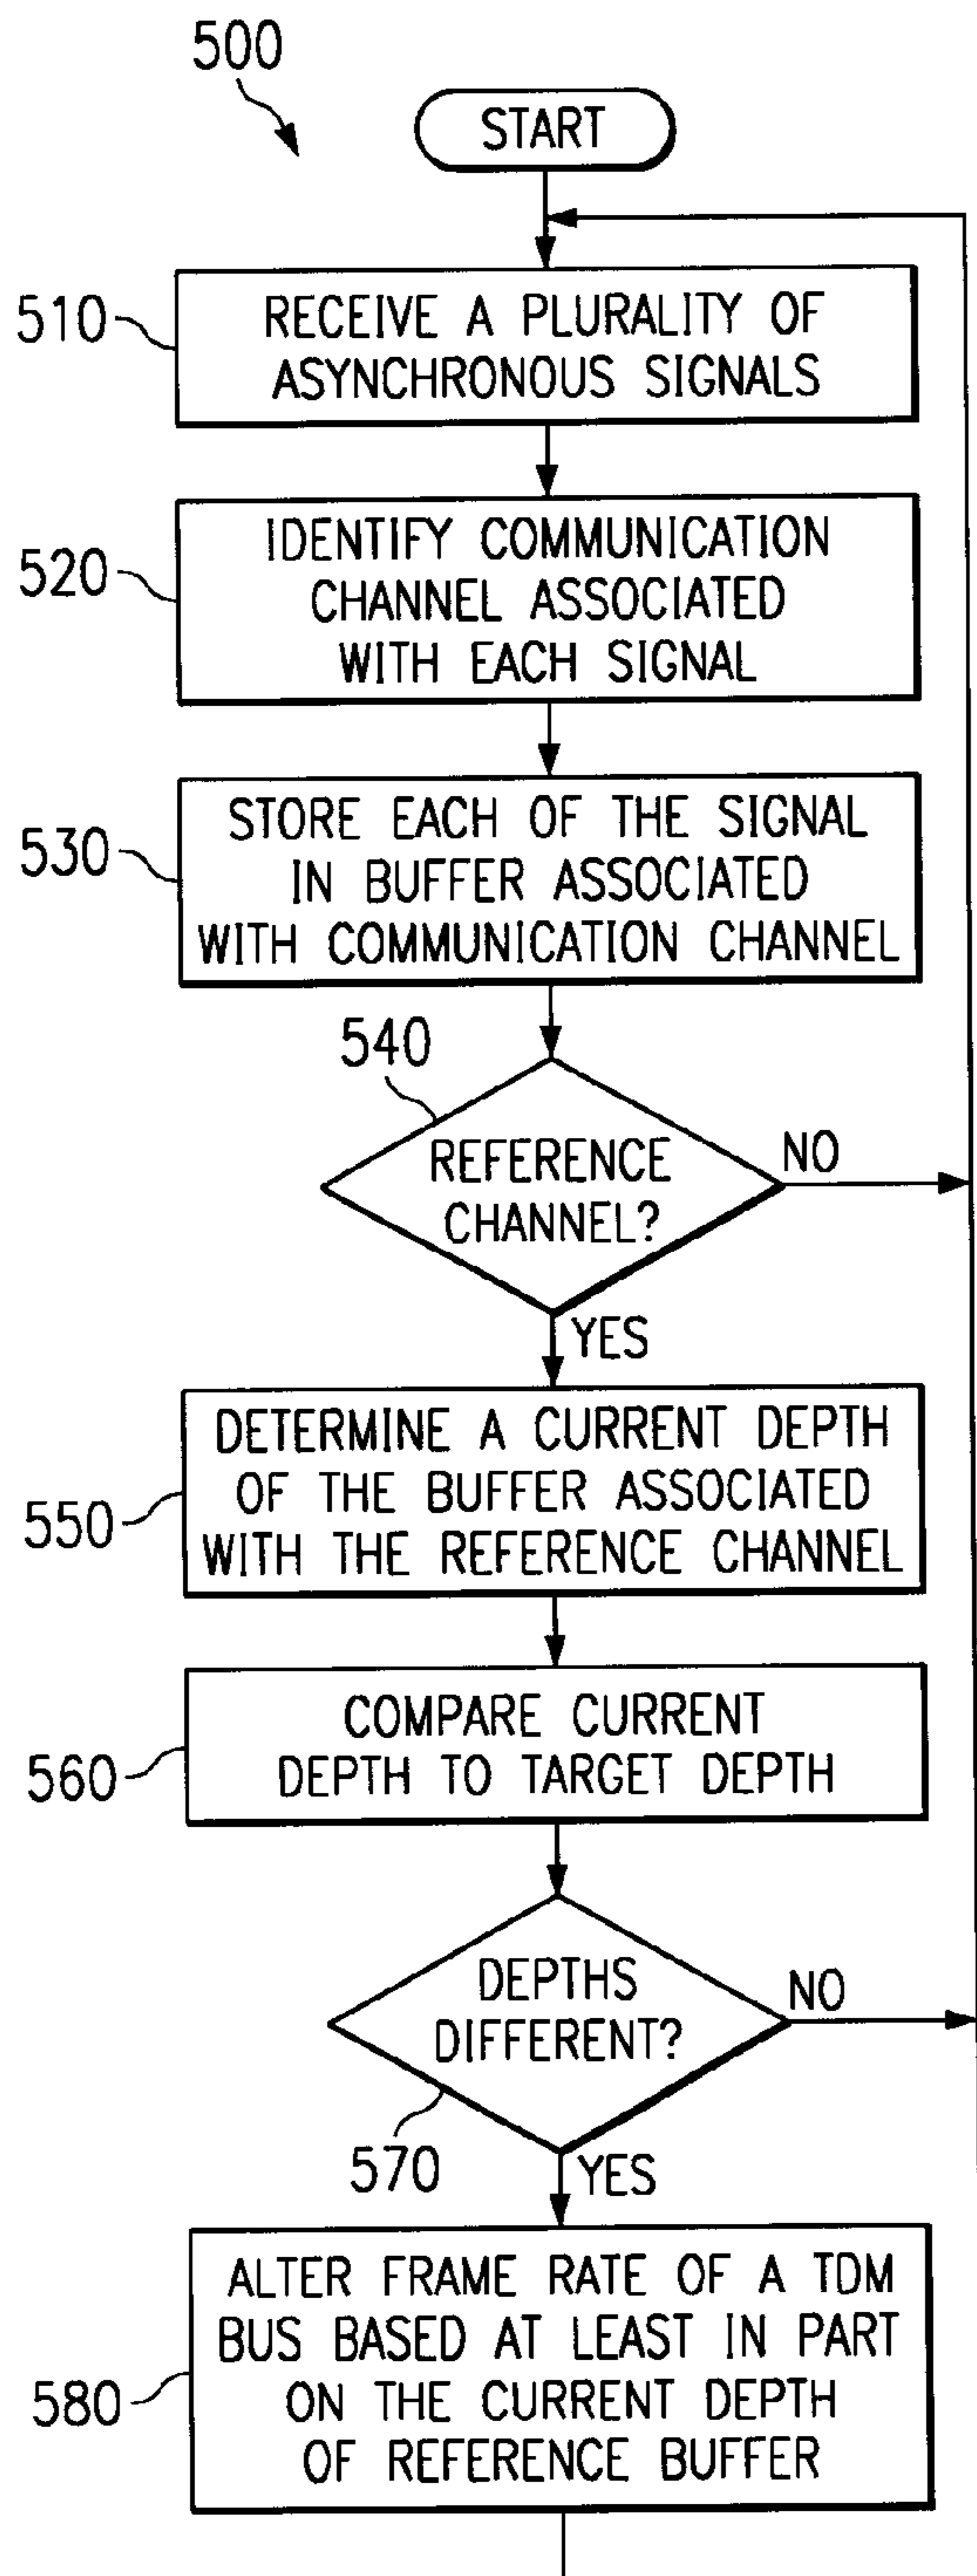 500
START
510
RECEIVE A PLURALITY OF
ASYNCHRONOUS SIGNALS
520
IDENTIFY COMMUNICATION
CHANNEL ASSOCIATED
WITH EACH SIGNAL
530
STORE EACH OF THE SIGNAL
IN BUFFER ASSOCIATED
WITH COMMUNICATION CHANNEL
540
REFERENCE
CHANNEL?
NO
YES
550
DETERMINE A CURRENT DEPTH
OF THE BUFFER ASSOCIATED
WITH THE REFERENCE CHANNEL
560
COMPARE CURRENT
DEPTH TO TARGET DEPTH
DEPTHS
DIFFERENT?
NO
570
YES
580
ALTER FRAME RATE OF A TDM
BUS BASED AT LEAST IN PART
ON THE CURRENT DEPTH
OF REFERENCE BUFFER